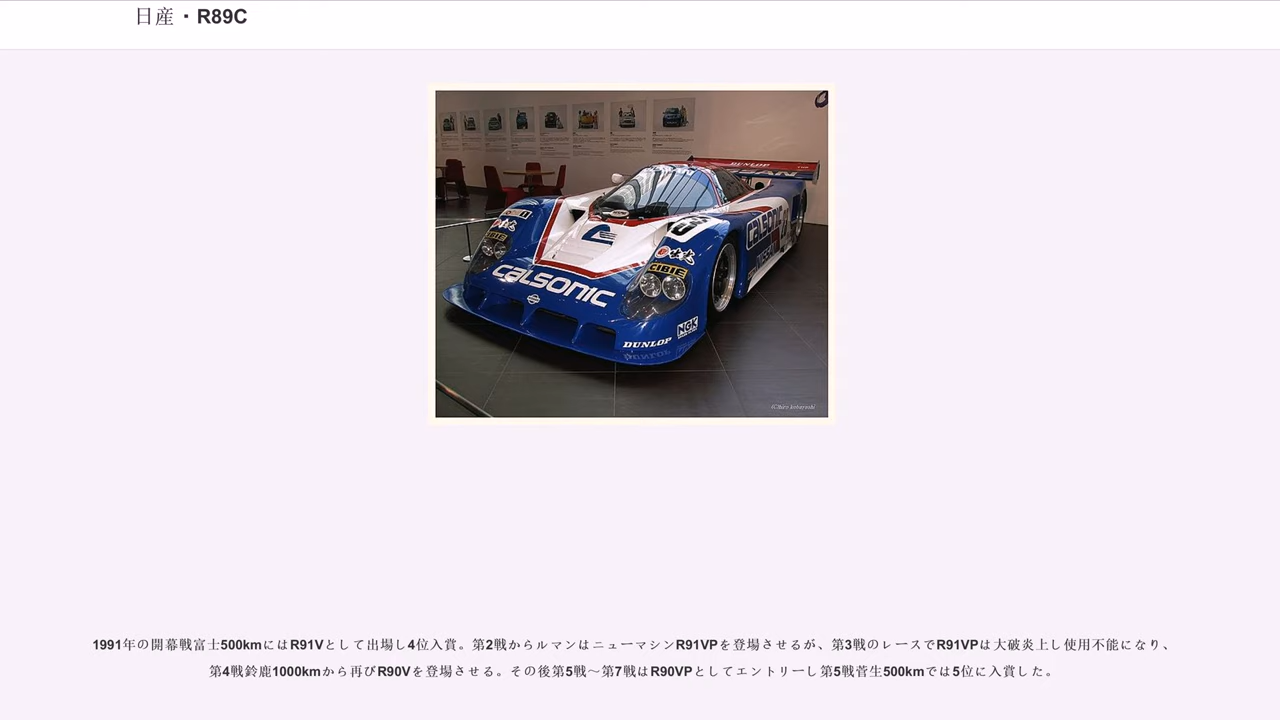 日産・R89C
DUNLOP
CALSONIC
CIBIE
CIBIE
CALSONIC
NGK
DUNLOP
1991年の開幕戦富士500kmにはR91Vとして出場し4位入賞。第2戦からルマンはニューマシンR91VPを登場させるが、第3戦のレースでR91VPは大破炎上し使用不能になり、
第4戦鈴鹿1000kmから再びR90Vを登場させる。その後第5戦〜第7戦はR90VPとしてエントリーし第5戦菅生500kmでは5位に入賞した。